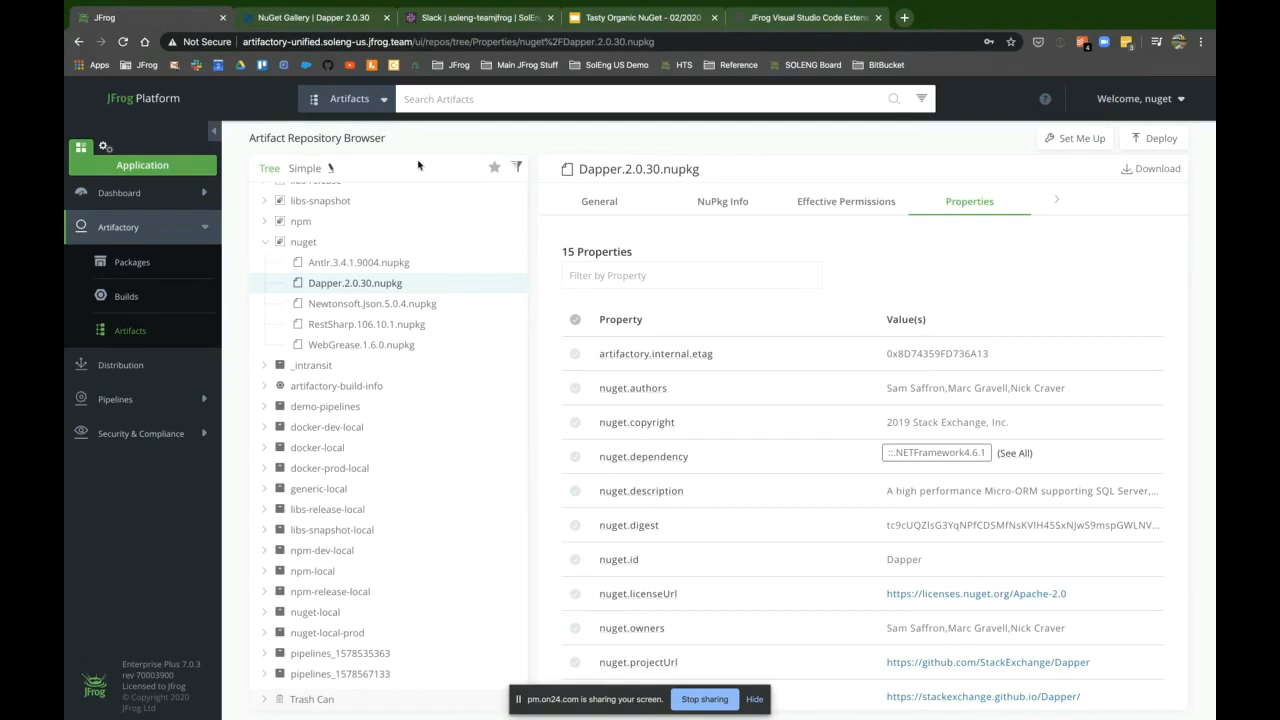 JFrog
NuGet Gallery | Dapper 2.0.30
Slack | soleng-teamjfrog | SolEn
Tasty Organic NuGet - 02/2020
JFrog Visual Studio Code Exten
Not Secure | artifactory-unified.soleng-us.jfrog.team/ui/repos/tree/Properties/nuget%2FDapper.2.0.30.nupkg
4
Apps JFrog JFrog Main JFrog Stuff SolEng US Demo HTS Reference SOLENG Board BitBucket
JFrog Platform
Artifacts
Search Artifacts
Welcome, nuget
Artifact Repository Browser
Set Me Up
Deploy
Application
Dashboard
Artifactory
Packages
Builds
Artifacts
Distribution
Pipelines
Security & Compliance
Enterprise Plus 7.0.3
rev 70003900
Licensed to Jfrog
© Copyright 2020
JFrog Ltd
JFrog
Tree Simple
libs-release
libs-snapshot
npm
nuget
Antlr.3.4.1.9004.nupkg
Dapper.2.0.30.nupkg
Newtonsoft.Json.5.0.4.nupkg
RestSharp.106.10.1.nupkg
WebGrease.1.6.0.nupkg
_intransit
artifactory-build-info
demo-pipelines
docker-dev-local
docker-local
docker-prod-local
generic-local
libs-release-local
libs-snapshot-local
npm-dev-local
npm-local
npm-release-local
nuget-local
nuget-local-prod
pipelines_1578535363
pipelines_1578567133
Trash Can
Dapper.2.0.30.nupkg
Download
General NuPkg Info Effective Permissions Properties
15 Properties
Filter by Property
Property Value(s)
artifactory.internal.etag 0x8D74359FD736A13
nuget.authors Sam Saffron,Marc Gravell,Nick Craver
nuget.copyright 2019 Stack Exchange, Inc.
nuget.dependency ::.NETFramework4.6.1 (See All)
nuget.description A high performance Micro-ORM supporting SQL Server,...
nuget.digest tc9cUQZlsG3YqNPfCDSMfNsKVlH45SxNJwS9mspGWLNV...
nuget.id Dapper
nuget.licenseUrl https://licenses.nuget.org/Apache-2.0
nuget.owners Sam Saffron,Marc Gravell,Nick Craver
nuget.projectUrl https://github.com/StackExchange/Dapper
https://stackexchange.github.io/Dapper/
pm.on24.com is sharing your screen. Stop sharing Hide